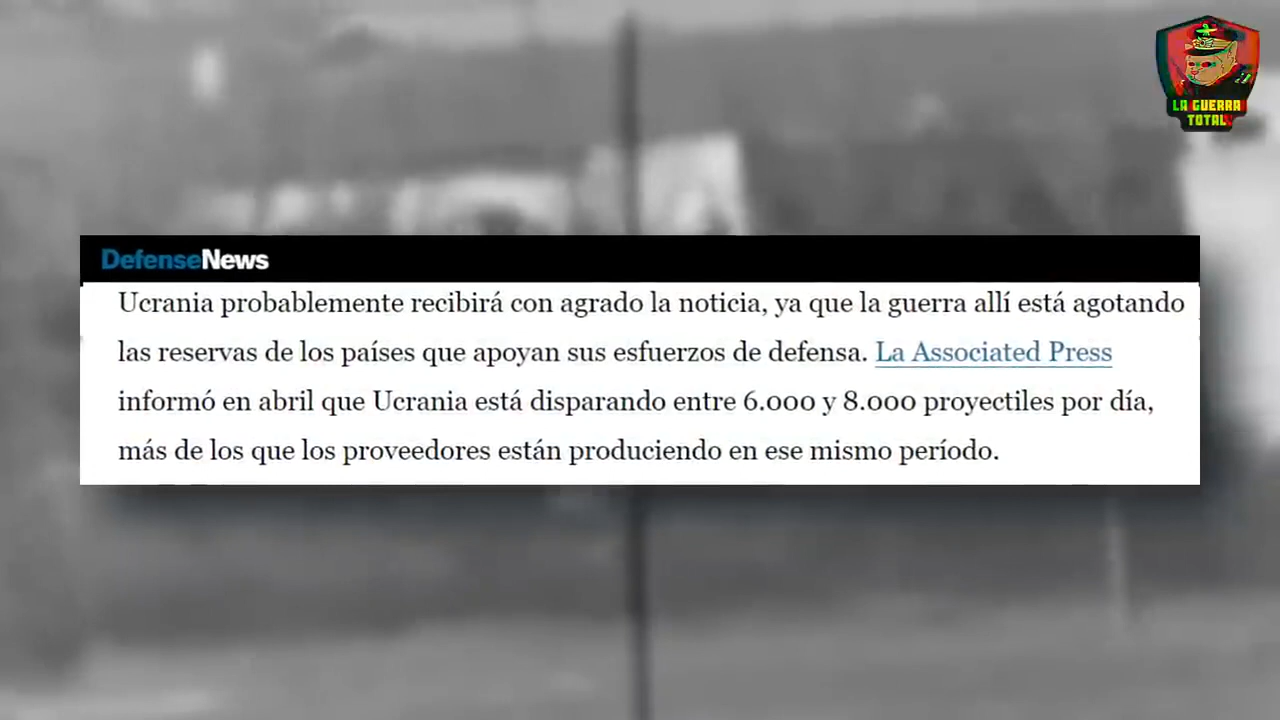 LA GUERRA
TOTAL
DefenseNews
Ucrania probablemente recibirá con agrado la noticia, ya que la guerra allí está agotando
las reservas de los países que apoyan sus esfuerzos de defensa. La Associated Press
informó en abril que Ucrania está disparando entre 6.000 y 8.000 proyectiles por día,
más de los que los proveedores están produciendo en ese mismo período.